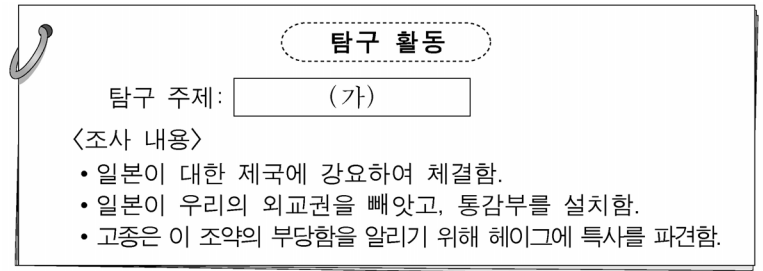 탐구 활동
탐구 주제: (가)
〈조사 내용〉
• 일본이 대한 제국에 강요하여 체결함.
• 일본이 우리의 외교권을 빼앗고, 통감부를 설치함.
• 고종은 이 조약의 부당함을 알리기 위해 헤이그에 특사를 파견함.